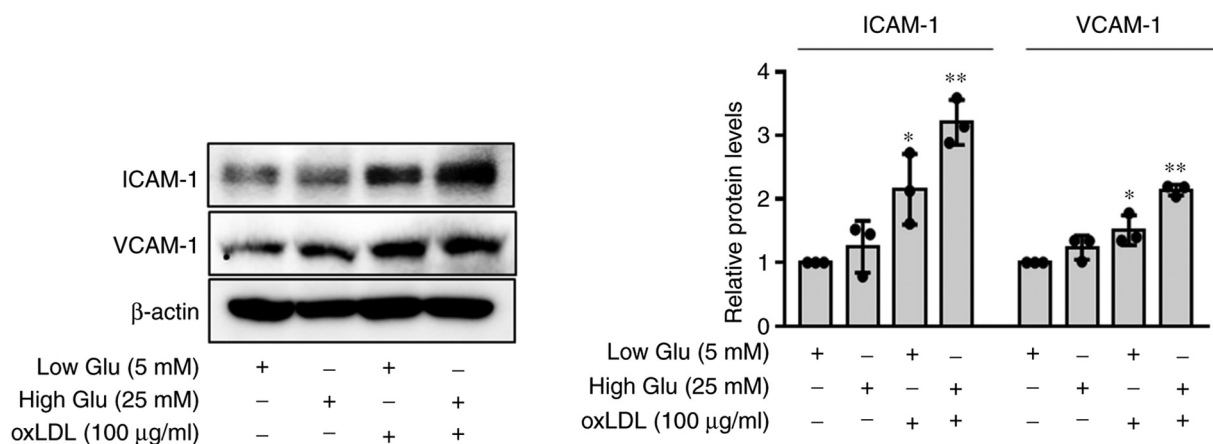 ICAM-1
VCAM-1
β-actin
Low Glu (5 mM) + – + –
High Glu (25 mM) – + – +
oxLDL (100 μg/ml) – – + +
ICAM-1 VCAM-1
Relative protein levels
4
3
2
1
0
* ** * **
Low Glu (5 mM) + – + – + – + –
High Glu (25 mM) – + – + – + – +
oxLDL (100 μg/ml) – – + + – – + +